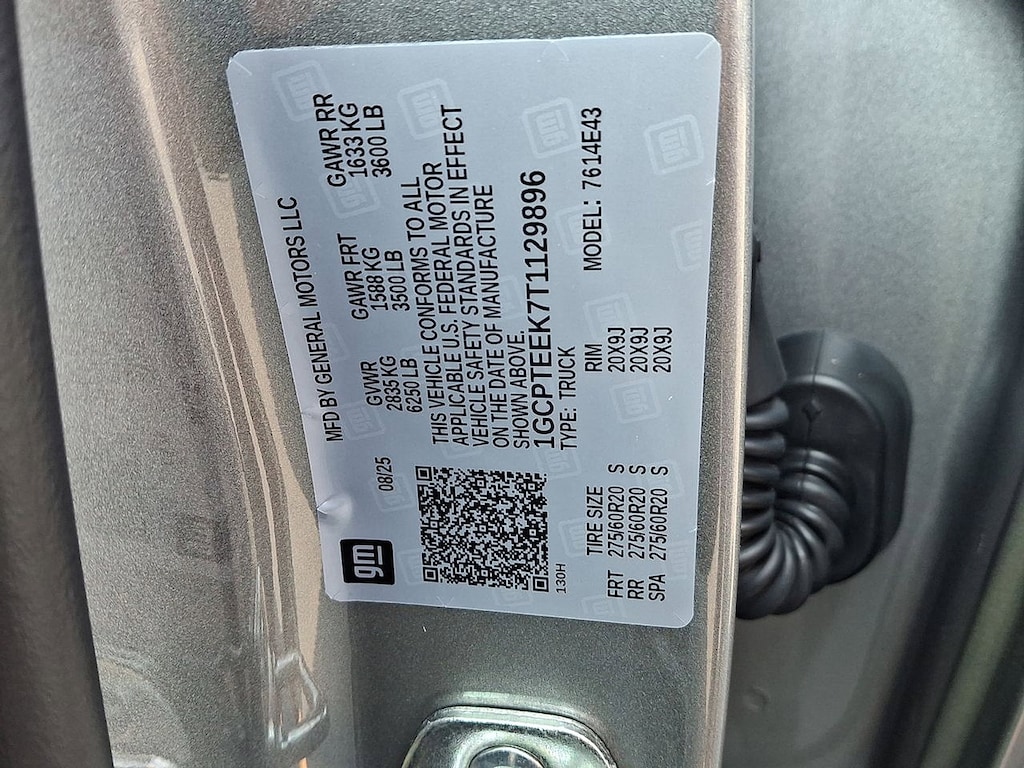 MFD BY GENERAL MOTORS LLC
gm
08/25
GVWR GAWR FRT GAWR RR
2835 KG 1588 KG 1633 KG
6250 LB 3500 LB 3600 LB
THIS VEHICLE CONFORMS TO ALL
APPLICABLE U.S. FEDERAL MOTOR
VEHICLE SAFETY STANDARDS IN EFFECT
ON THE DATE OF MANUFACTURE
SHOWN ABOVE.
1GCPTEEK7T1129896
130H
TYPE: TRUCK MODEL: 7614E43
TIRE SIZE RIM
FRT 275/60R20 S 20X9J
RR 275/60R20 S 20X9J
SPA 275/60R20 S 20X9J